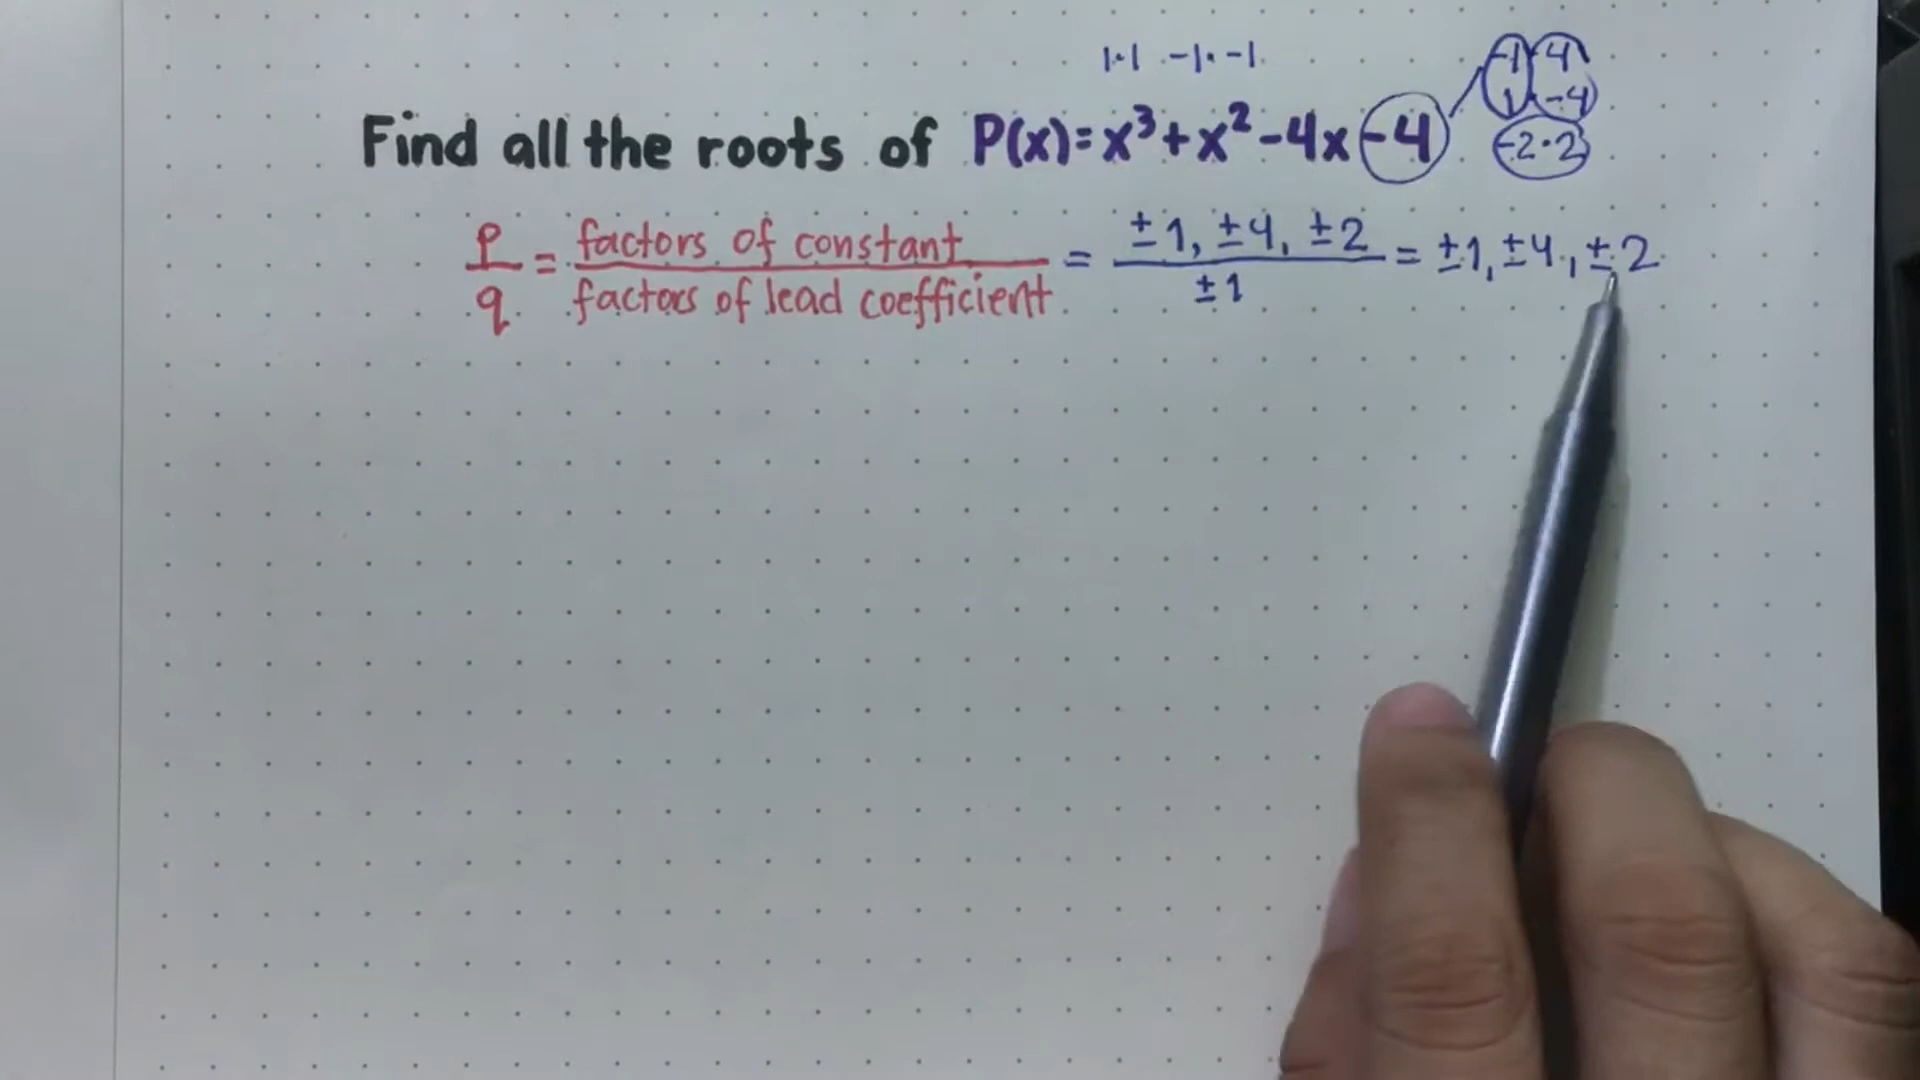 1·1 -1·-1
-1 4
1·-4
Find all the roots of P(x)=x³+x²-4x-4
-2·2
p/q = factors of constant / factors of lead coefficient = ±1, ±4, ±2 / ±1 = ±1, ±4, ±2